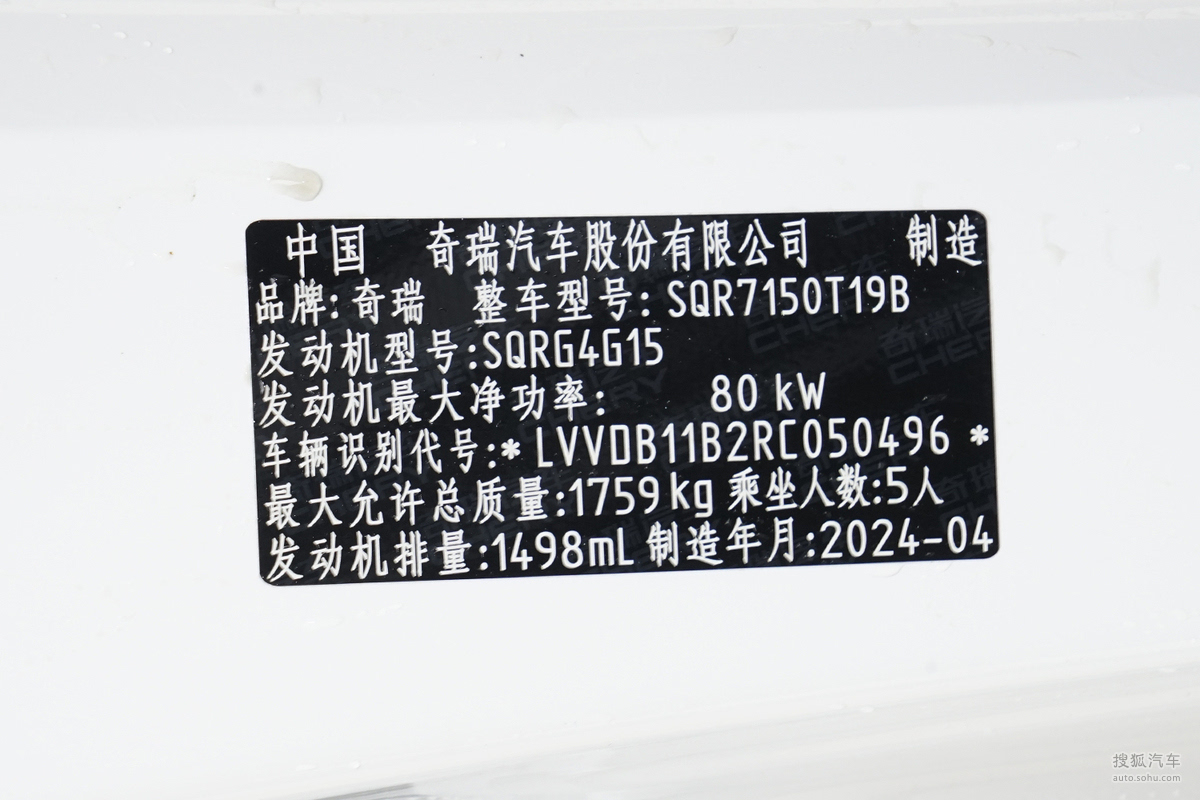 中国 奇瑞汽车股份有限公司 制造
品牌:奇瑞 整车型号:SQR7150T19B
发动机型号:SQRG4G15
发动机最大净功率: 80 kW
车辆识别代号:*LVVDB11B2RC050496*
最大允许总质量:1759kg 乘坐人数:5人
发动机排量:1498mL 制造年月:2024-04
搜狐汽车
auto.sohu.com